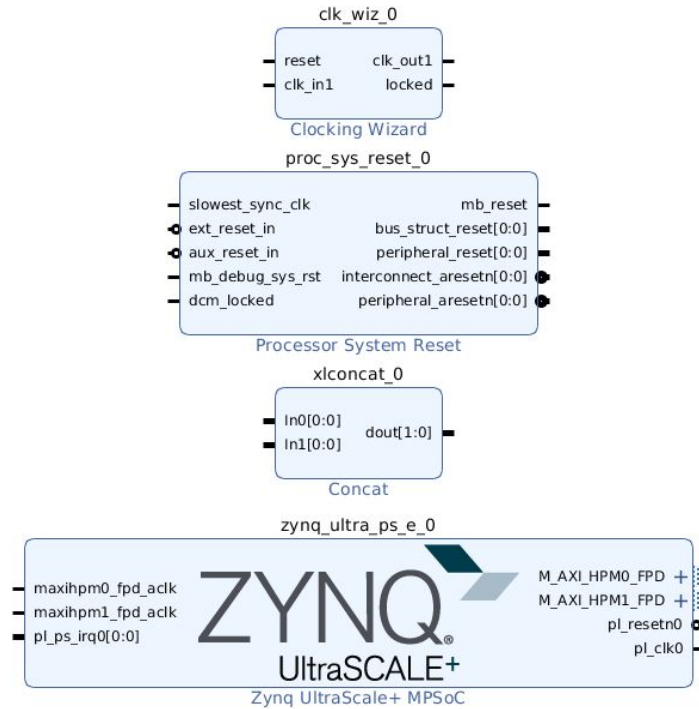 clk_wiz_0
reset clk_out1
clk_in1 locked
Clocking Wizard
proc_sys_reset_0
slowest_sync_clk mb_reset
ext_reset_in bus_struct_reset[0:0]
aux_reset_in peripheral_reset[0:0]
mb_debug_sys_rst interconnect_aresetn[0:0]
dcm_locked peripheral_aresetn[0:0]
Processor System Reset
xlconcat_0
In0[0:0]
dout[1:0]
In1[0:0]
Concat
zynq_ultra_ps_e_0
M_AXI_HPM0_FPD
maxihpm0_fpd_aclk
M_AXI_HPM1_FPD
maxihpm1_fpd_aclk
pl_resetn0
pl_ps_irq0[0:0]
pl_clk0
ZYNQ®
UltraSCALE+
Zynq UltraScale+ MPSoC